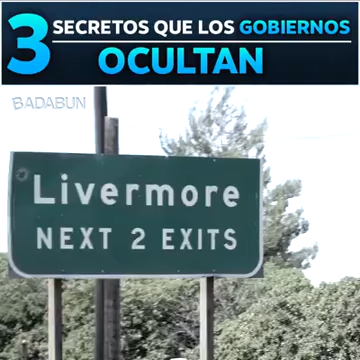 3 SECRETOS QUE LOS GOBIERNOS
OCULTAN
BADABUN
Livermore
NEXT 2 EXITS